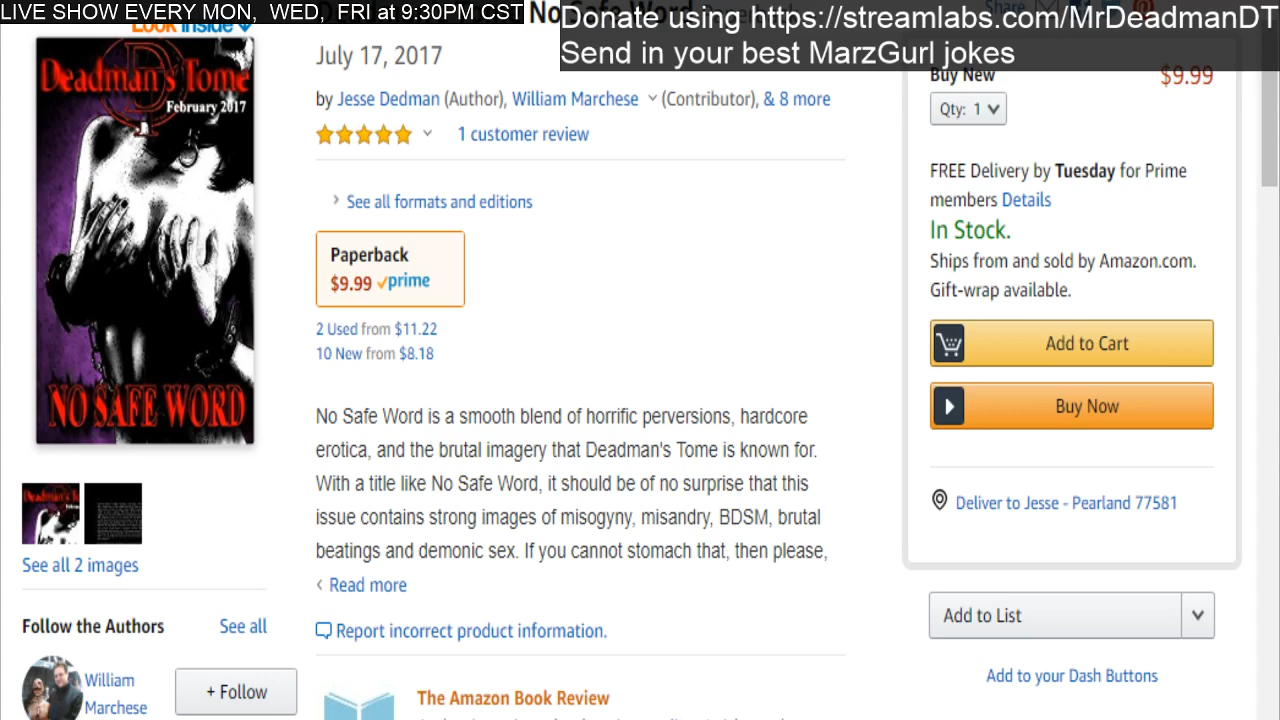 LIVE SHOW EVERY MON, WED, FRI at 9:30PM CST
Donate using https://streamlabs.com/MrDeadmanDT
Send in your best MarzGurl jokes
No Safe Word
Look Inside
July 17, 2017
by Jesse Dedman (Author), William Marchese (Contributor), & 8 more
1 customer review
See all formats and editions
Paperback
$9.99 prime
2 Used from $11.22
10 New from $8.18
No Safe Word is a smooth blend of horrific perversions, hardcore
erotica, and the brutal imagery that Deadman's Tome is known for.
With a title like No Safe Word, it should be of no surprise that this
issue contains strong images of misogyny, misandry, BDSM, brutal
beatings and demonic sex. If you cannot stomach that, then please,
Read more
Report incorrect product information.
The Amazon Book Review
Deadman's Tome
February 2017
NO SAFE WORD
See all 2 images
Follow the Authors
See all
William
Marchese
+ Follow
Share
Buy New
$9.99
Qty: 1
FREE Delivery by Tuesday for Prime
members Details
In Stock.
Ships from and sold by Amazon.com.
Gift-wrap available.
Add to Cart
Buy Now
Deliver to Jesse - Pearland 77581
Add to List
Add to your Dash Buttons